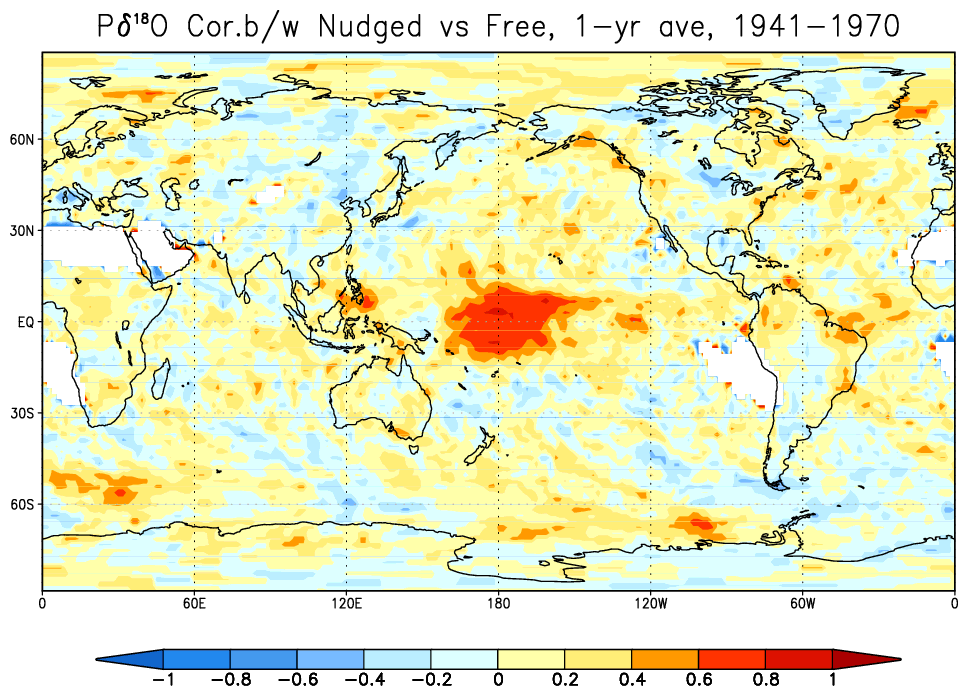 Pδ¹⁸O Cor.b/w Nudged vs Free, 1−yr ave, 1941−1970
60N
30N
EQ
30S
60S
0 60E 120E 180 120W 60W 0
−1 −0.8 −0.6 −0.4 −0.2 0 0.2 0.4 0.6 0.8 1